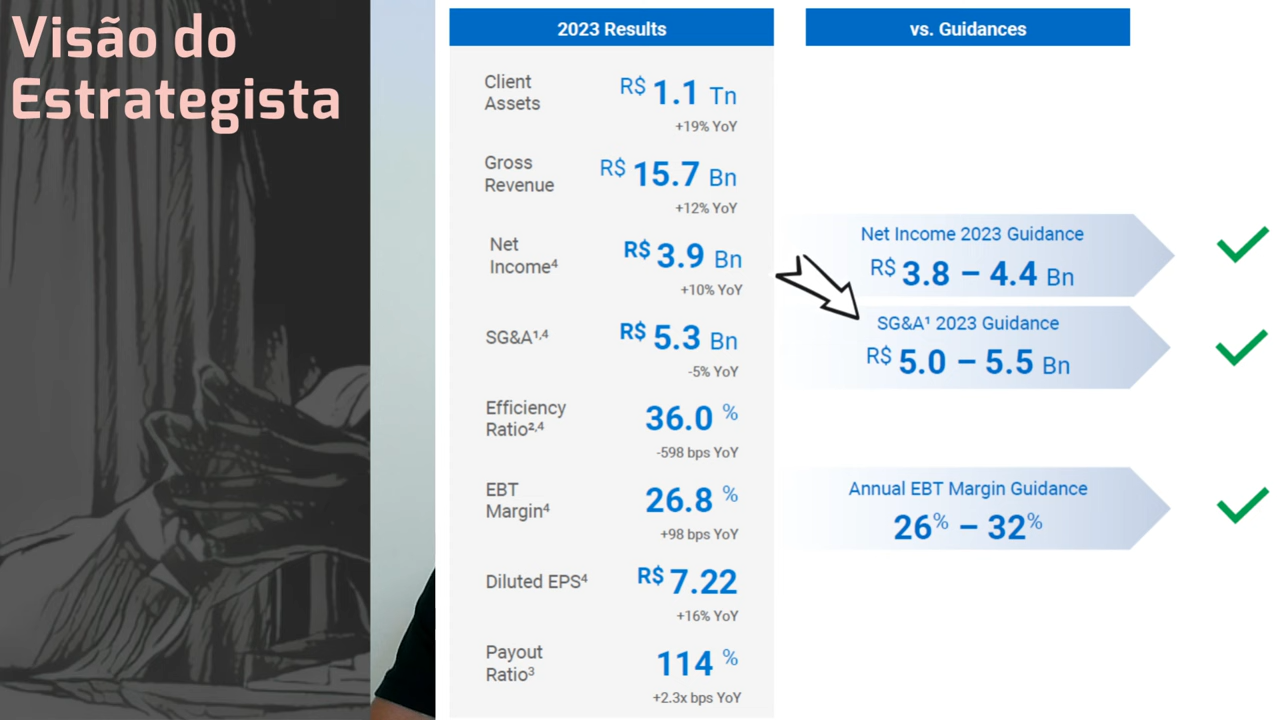 Visão do
Estrategista
2023 Results
Client
Assets
R$ 1.1 Tn
+19% YoY
Gross
Revenue
R$ 15.7 Bn
+12% YoY
Net
Income⁴
R$ 3.9 Bn
+10% YoY
SG&A¹˒⁴
R$ 5.3 Bn
-5% YoY
Efficiency
Ratio²˒⁴
36.0 %
-598 bps YoY
EBT
Margin⁴
26.8 %
+98 bps YoY
Diluted EPS⁴
R$ 7.22
+16% YoY
Payout
Ratio³
114 %
+2.3x bps YoY
vs. Guidances
Net Income 2023 Guidance
R$ 3.8 – 4.4 Bn
SG&A¹ 2023 Guidance
R$ 5.0 – 5.5 Bn
Annual EBT Margin Guidance
26% – 32%